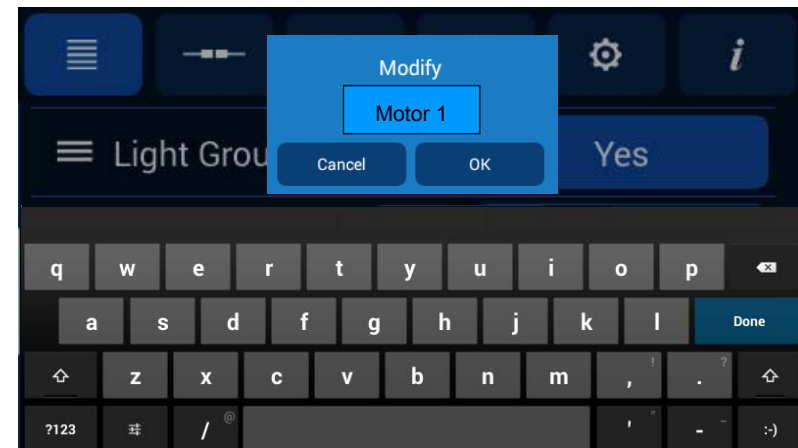 i
Modify
Motor 1
Cancel OK
Light Grou Yes
q w e r t y u i o p
a s d f g h j k l Done
z x c v b n m , ! . ?
?123 / @ ' " - _ :-)